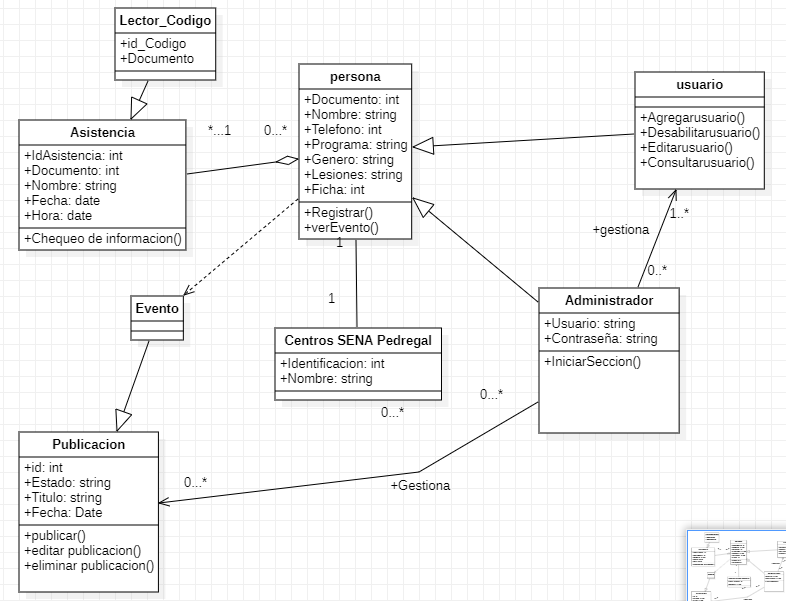 Lector_Codigo
+id_Codigo
+Documento
persona
+Documento: int
+Nombre: string
+Telefono: int
+Programa: string
+Genero: string
+Lesiones: string
+Ficha: int
+Registrar()
+verEvento()
usuario
+Agregarusuario()
+Desabilitarusuario()
+Editarusuario()
+Consultarusuario()
Asistencia
+IdAsistencia: int
+Documento: int
+Nombre: string
+Fecha: date
+Hora: date
+Chequeo de informacion()
*...1
0...*
1
1
+gestiona
1..*
0..*
Evento
Centros SENA Pedregal
+Identificacion: int
+Nombre: string
Administrador
+Usuario: string
+Contraseña: string
+IniciarSeccion()
0...*
0...*
Publicacion
+id: int
+Estado: string
+Titulo: string
+Fecha: Date
+publicar()
+editar publicacion()
+eliminar publicacion()
0...*
+Gestiona